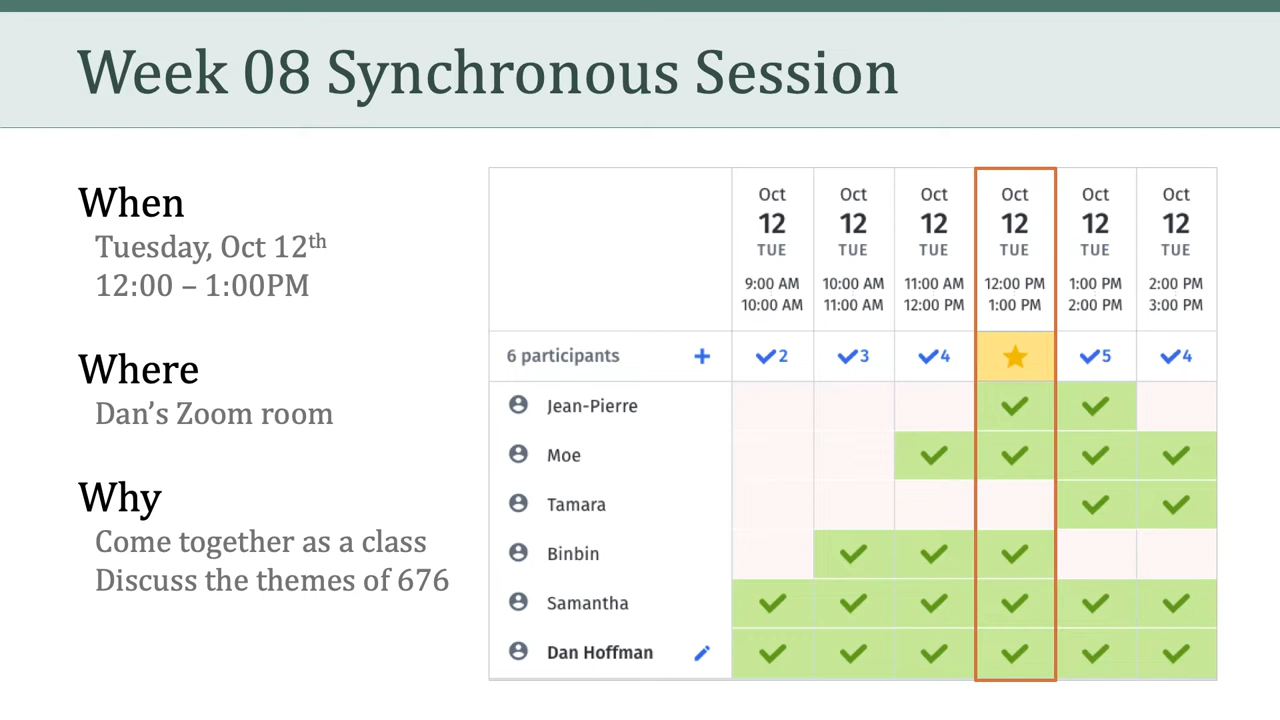 Week 08 Synchronous Session
When
Tuesday, Oct 12th
12:00 – 1:00PM
Where
Dan’s Zoom room
Why
Come together as a class
Discuss the themes of 676
Oct Oct Oct Oct Oct Oct
12 12 12 12 12 12
TUE TUE TUE TUE TUE TUE
9:00 AM 10:00 AM 11:00 AM 12:00 PM 1:00 PM 2:00 PM
10:00 AM 11:00 AM 12:00 PM 1:00 PM 2:00 PM 3:00 PM
6 participants + 2 3 4 5 4
Jean-Pierre
Moe
Tamara
Binbin
Samantha
Dan Hoffman